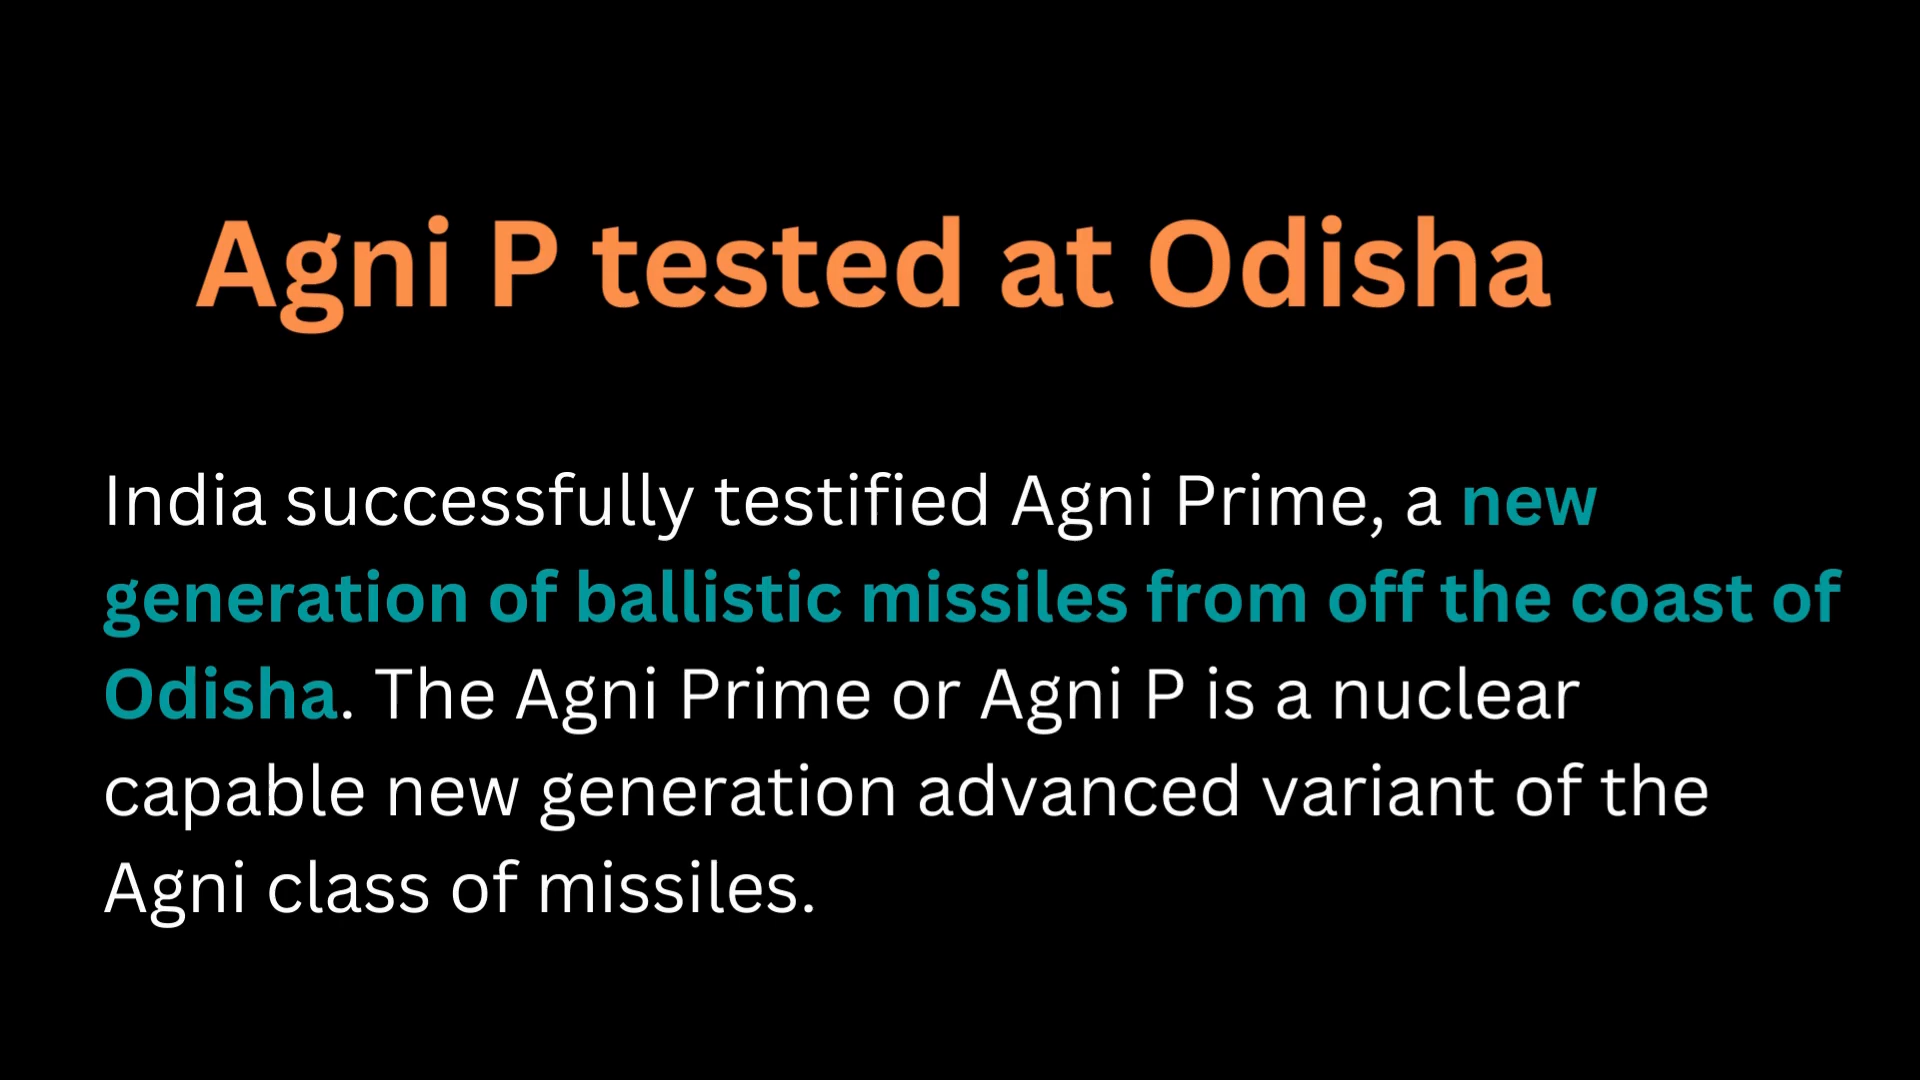 Agni P tested at Odisha
India successfully testified Agni Prime, a new
generation of ballistic missiles from off the coast of
Odisha. The Agni Prime or Agni P is a nuclear
capable new generation advanced variant of the
Agni class of missiles.